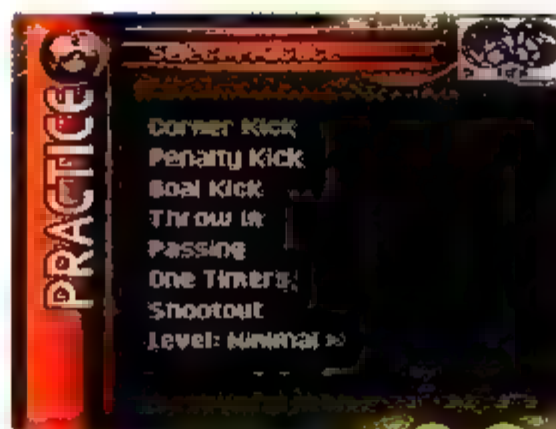 PRACTICE
Corner Kick
Penalty Kick
Goal Kick
Throw In
Passing
One Timers
Shootout
Level: Minimal